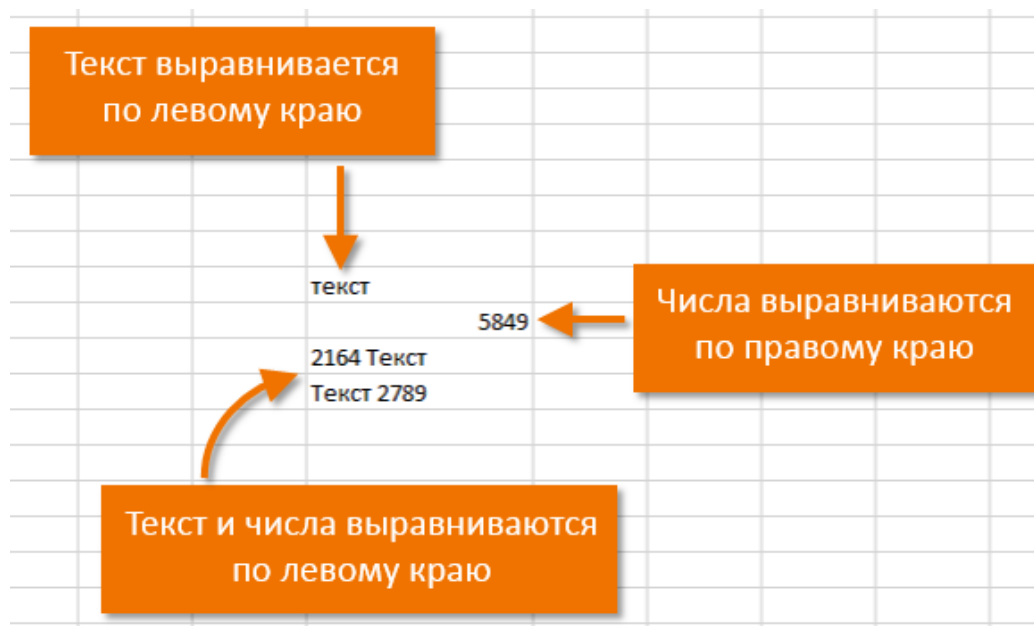 Текст выравнивается
по левому краю
текст
5849
Числа выравниваются
по правому краю
2164 Текст
Текст 2789
Текст и числа выравниваются
по левому краю